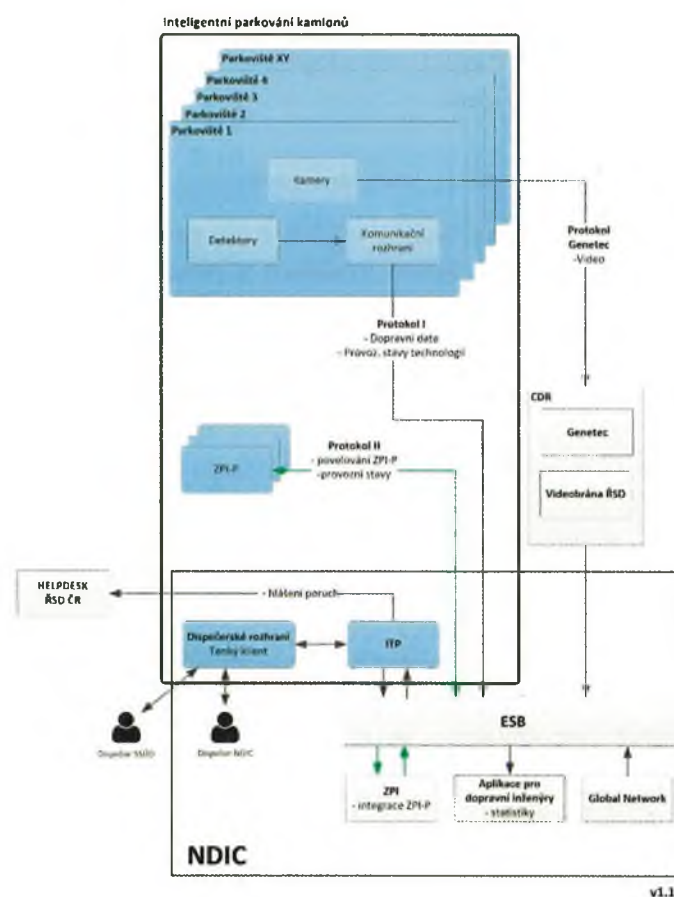 Inteligentní parkování kamionů
Parkoviště XY
Parkoviště 4
Parkoviště 3
Parkoviště 2
Parkoviště 1
Kamery
Detektory
Komunikační
rozhraní
Protokol
Genetec
-Video
Protokol I
- Dopravní data
- Provoz. stavy technologií
CDR
Genetec
Videobrána ŘSD
ZPI-P
Protokol II
- povelování ZPI-P
-provozní stavy
HELPDESK
ŘSD ČR
- hlášení poruch
Dispečerské rozhraní
Tenký klient
ITP
Dispečer SSÚD
Dispečer NDIC
ESB
ZPI
- integrace ZPI-P
Aplikace pro
dopravní inženýry
- statistiky
Global Network
NDIC
v1.1